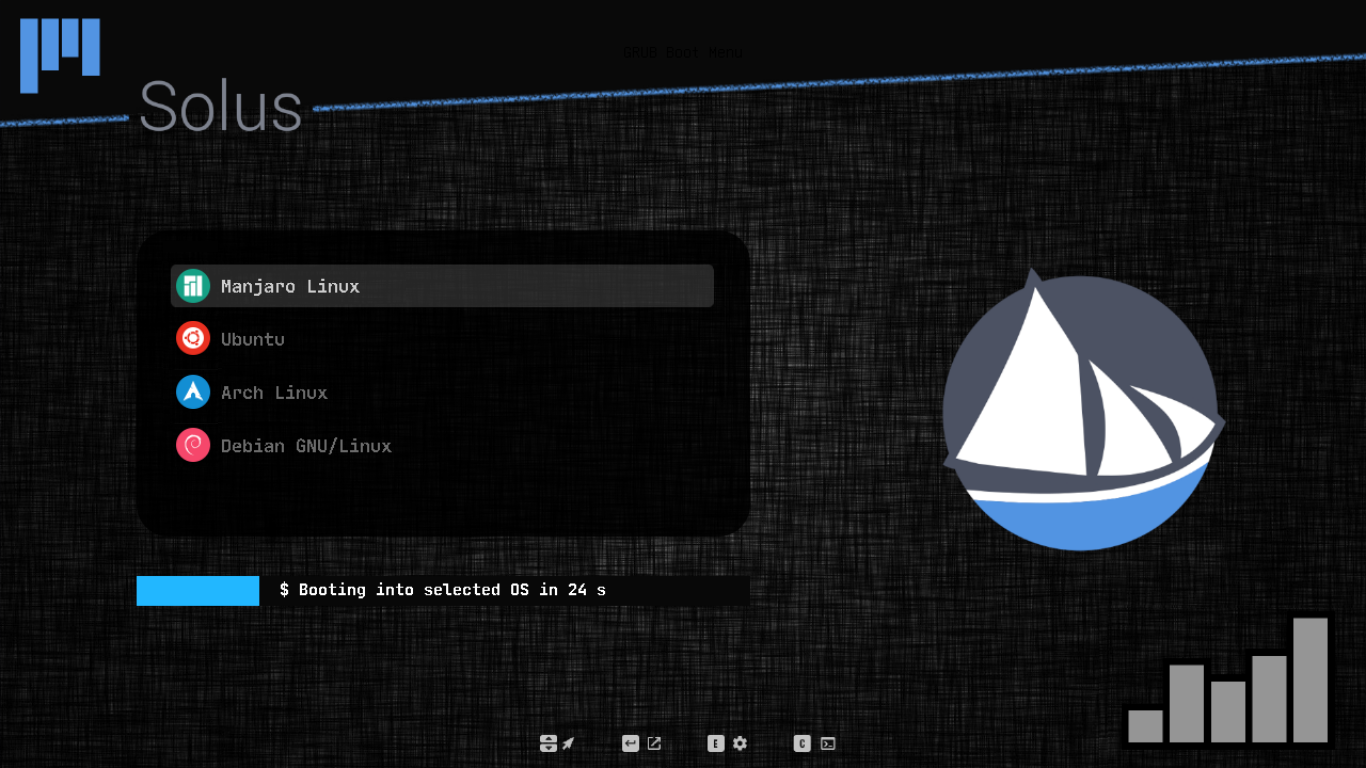 GRUB Boot Menu
Solus
Manjaro Linux
Ubuntu
Arch Linux
Debian GNU/Linux
$ Booting into selected OS in 24 s
E
C